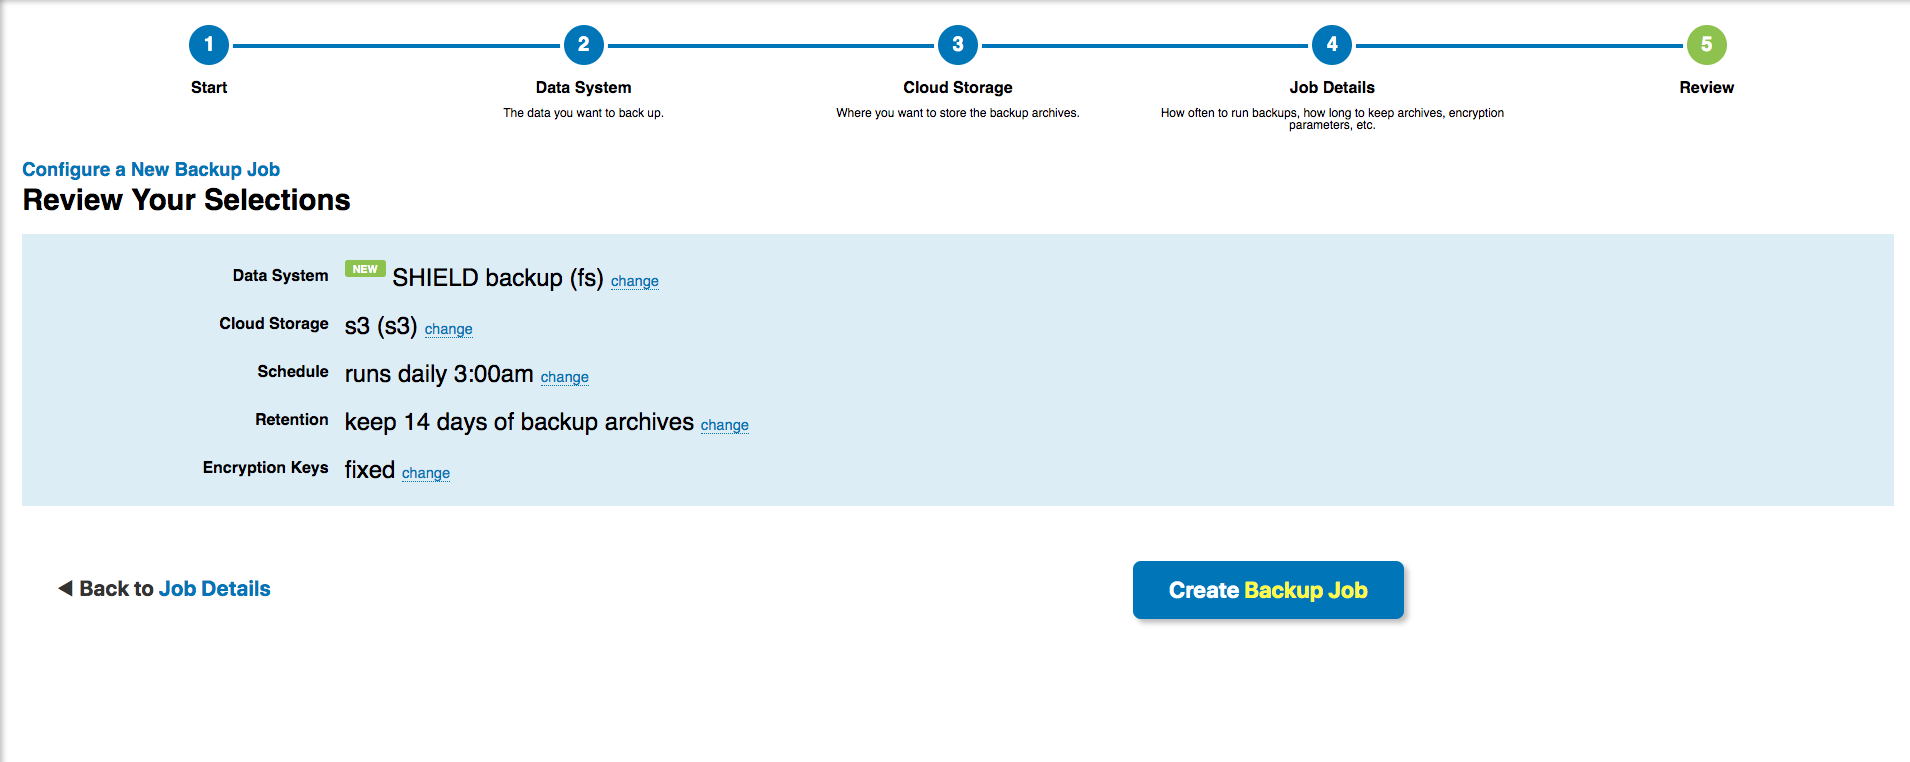 1
2
3
4
5
Start
Data System
Cloud Storage
Job Details
Review
The data you want to back up.
Where you want to store the backup archives.
How often to run backups, how long to keep archives, encryption
parameters, etc.
Configure a New Backup Job
Review Your Selections
Data System NEW SHIELD backup (fs) change
Cloud Storage s3 (s3) change
Schedule runs daily 3:00am change
Retention keep 14 days of backup archives change
Encryption Keys fixed change
◀ Back to Job Details
Create Backup Job